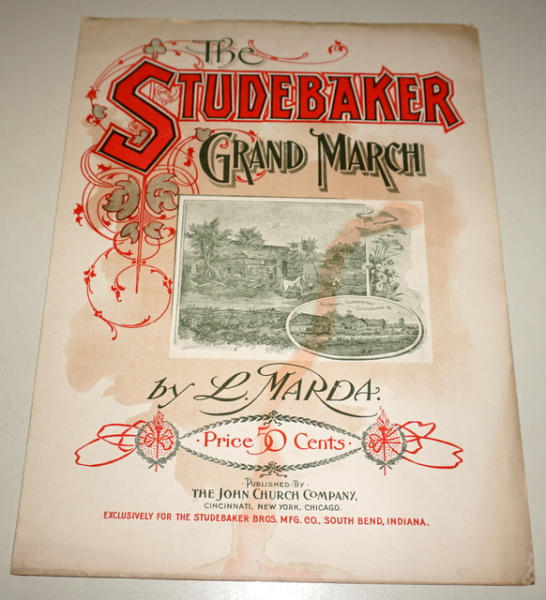 The
STUDEBAKER
GRAND MARCH
by L. MARDA.
Price 50 Cents
PUBLISHED BY
THE JOHN CHURCH COMPANY,
CINCINNATI, NEW YORK, CHICAGO.
EXCLUSIVELY FOR THE STUDEBAKER BROS. MFG. CO., SOUTH BEND, INDIANA.